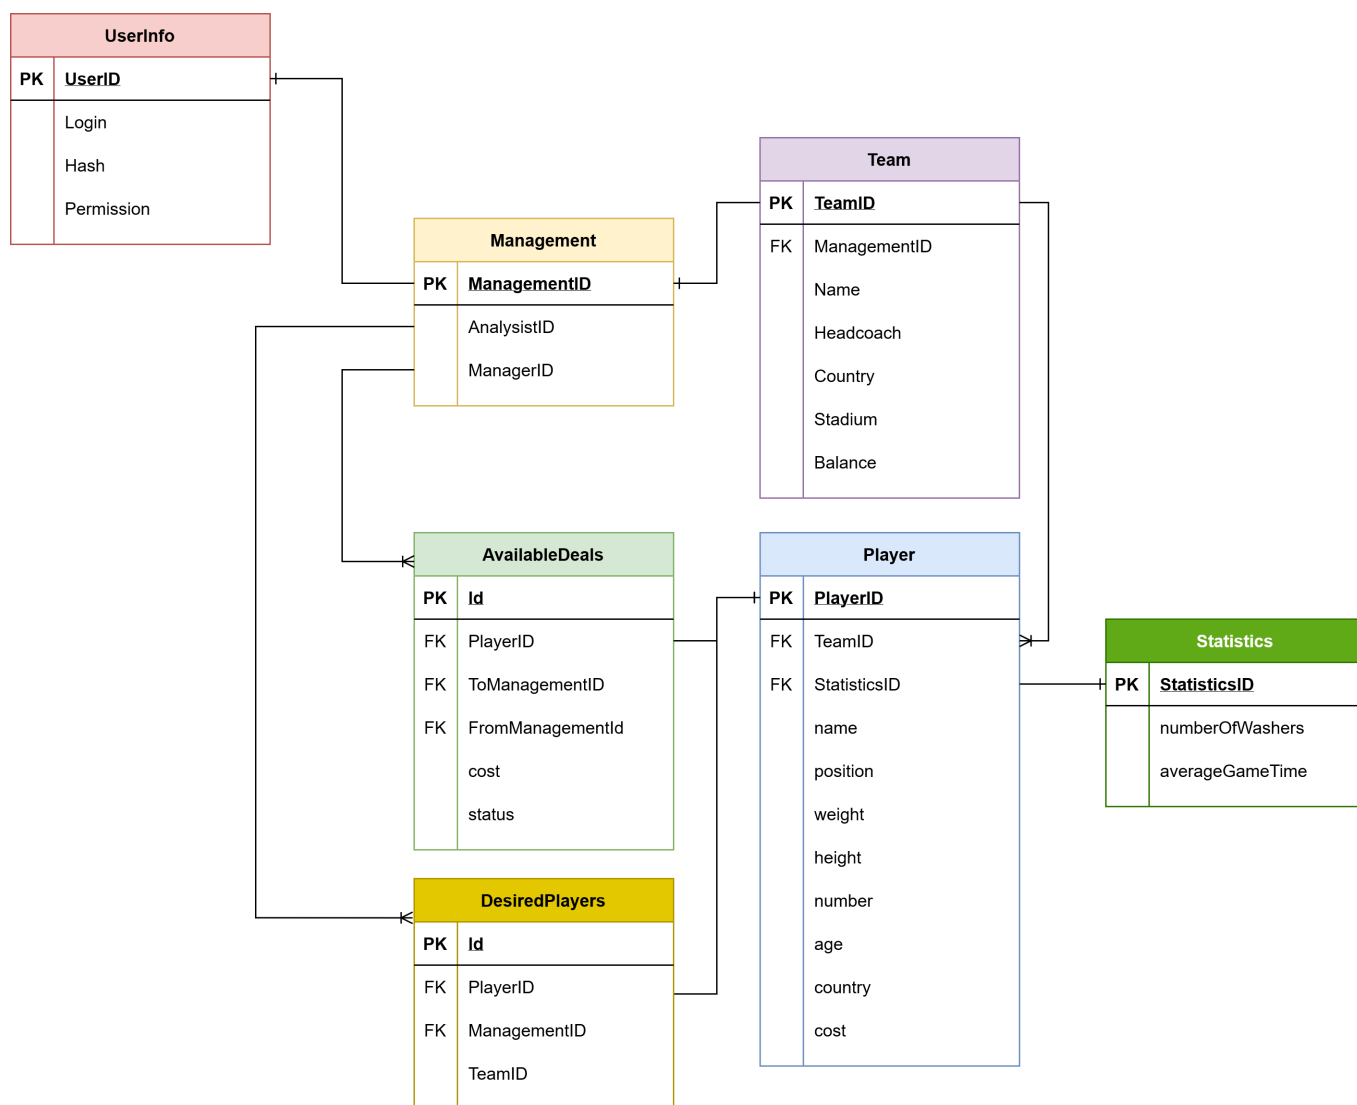 UserInfo
PK UserID
Login
Hash
Permission
Management
PK ManagementID
AnalysistID
ManagerID
Team
PK TeamID
FK ManagementID
Name
Headcoach
Country
Stadium
Balance
AvailableDeals
PK Id
FK PlayerID
FK ToManagementID
FK FromManagementId
cost
status
Player
PK PlayerID
FK TeamID
FK StatisticsID
name
position
weight
height
number
age
country
cost
Statistics
PK StatisticsID
numberOfWashers
averageGameTime
DesiredPlayers
PK Id
FK PlayerID
FK ManagementID
TeamID